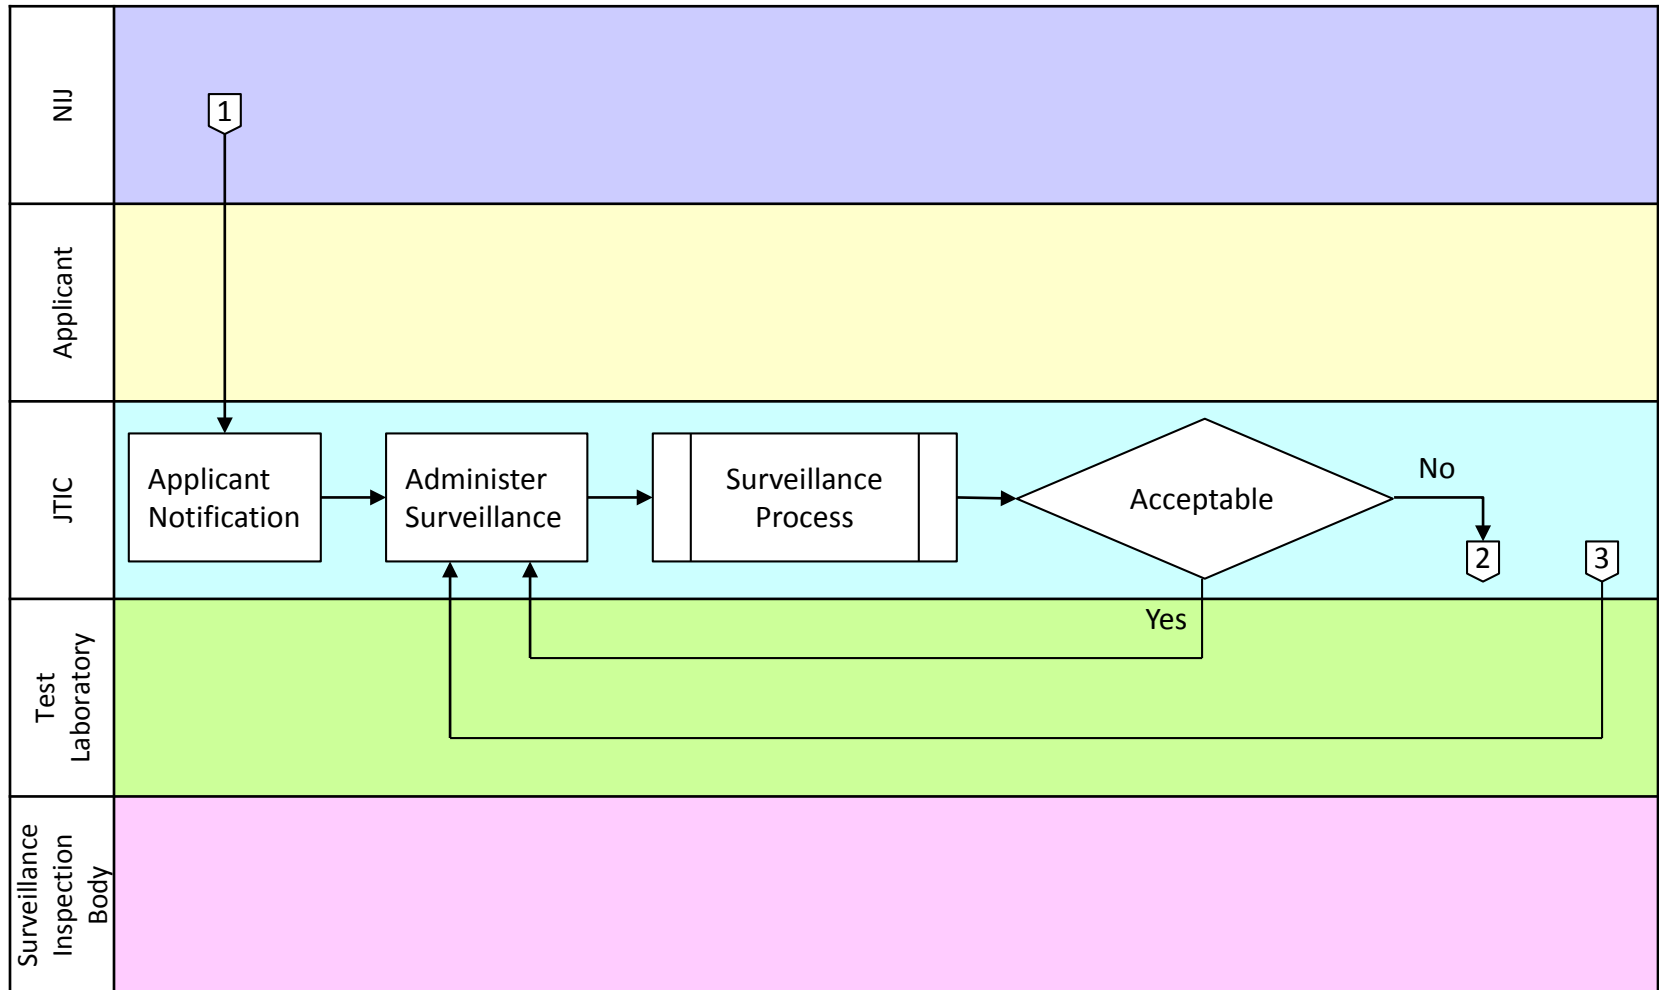 NIJ
1
Applicant
JTIC
Applicant
Notification
Administer
Surveillance
Surveillance
Process
Acceptable
No
2
3
Yes
Test
Laboratory
Surveillance
Inspection
Body